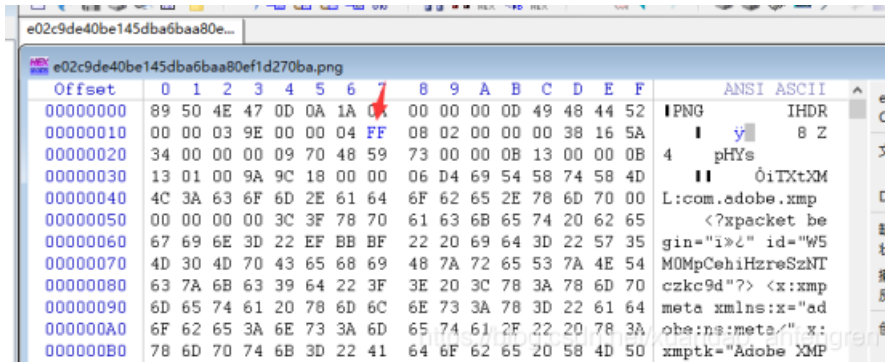 e02c9de40be145dba6baa80e...
e02c9de40be145dba6baa80ef1d270ba.png
Offset 0 1 2 3 4 5 6 7 8 9 A B C D E F ANSI ASCII
00000000 89 50 4E 47 0D 0A 1A 00 00 00 0D 49 48 44 52 PNG IHDR
00000010 00 00 03 9E 00 00 04 FF 08 02 00 00 00 38 16 5A ÿ 8 Z
00000020 34 00 00 00 09 70 48 59 73 00 00 0B 13 00 00 0B 4 pHYs
00000030 13 01 00 9A 9C 18 00 00 06 D4 69 54 58 74 58 4D ÔiTXtXM
00000040 4C 3A 63 6F 6D 2E 61 64 6F 62 65 2E 78 6D 70 00 L:com.adobe.xmp
00000050 00 00 00 00 3C 3F 78 70 61 63 6B 65 74 20 62 65 <?xpacket be
00000060 67 69 6E 3D 22 EF BB BF 22 20 69 64 3D 22 57 35 gin="ï»¿" id="W5
00000070 4D 30 4D 70 43 65 68 69 48 7A 72 65 53 7A 4E 54 M0MpCehiHzreSzNT
00000080 63 7A 6B 63 39 64 22 3F 3E 20 3C 78 3A 78 6D 70 czkc9d"?> <x:xmp
00000090 6D 65 74 61 20 78 6D 6C 6E 73 3A 78 3D 22 61 64 meta xmlns:x="ad
000000A0 6F 62 65 3A 6E 73 3A 6D 65 74 61 2F 22 20 78 3A obe:ns:meta/" x:
000000B0 78 6D 70 74 6B 3D 22 41 64 6F 62 65 20 58 4D 50 xmptk="Adobe XMP